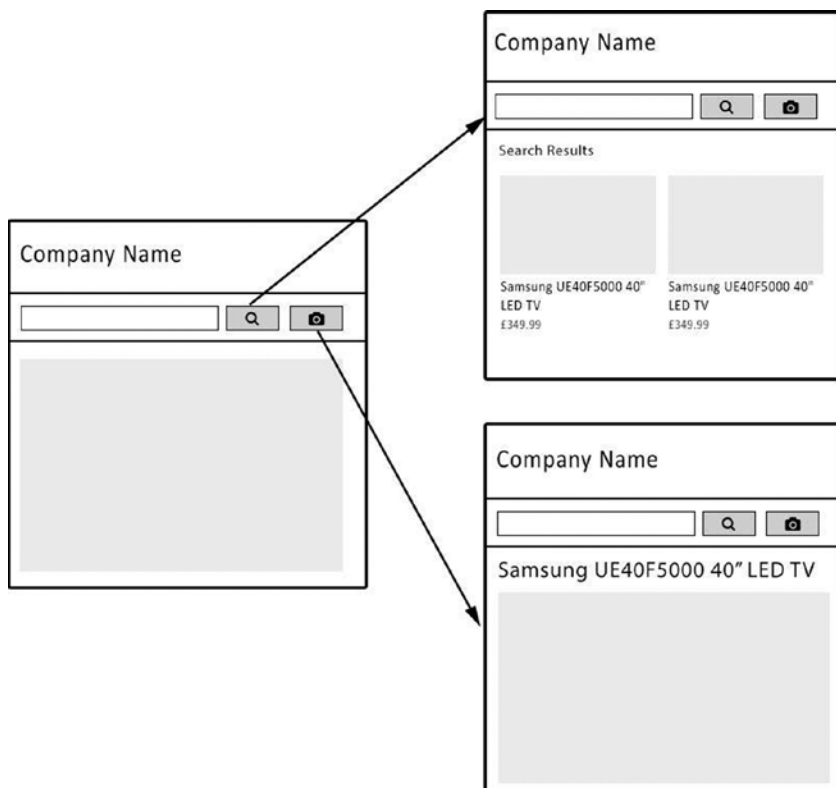 Company Name
Company Name
Search Results
Samsung UE40F5000 40"
LED TV
£349.99
Samsung UE40F5000 40"
LED TV
£349.99
Company Name
Samsung UE40F5000 40" LED TV